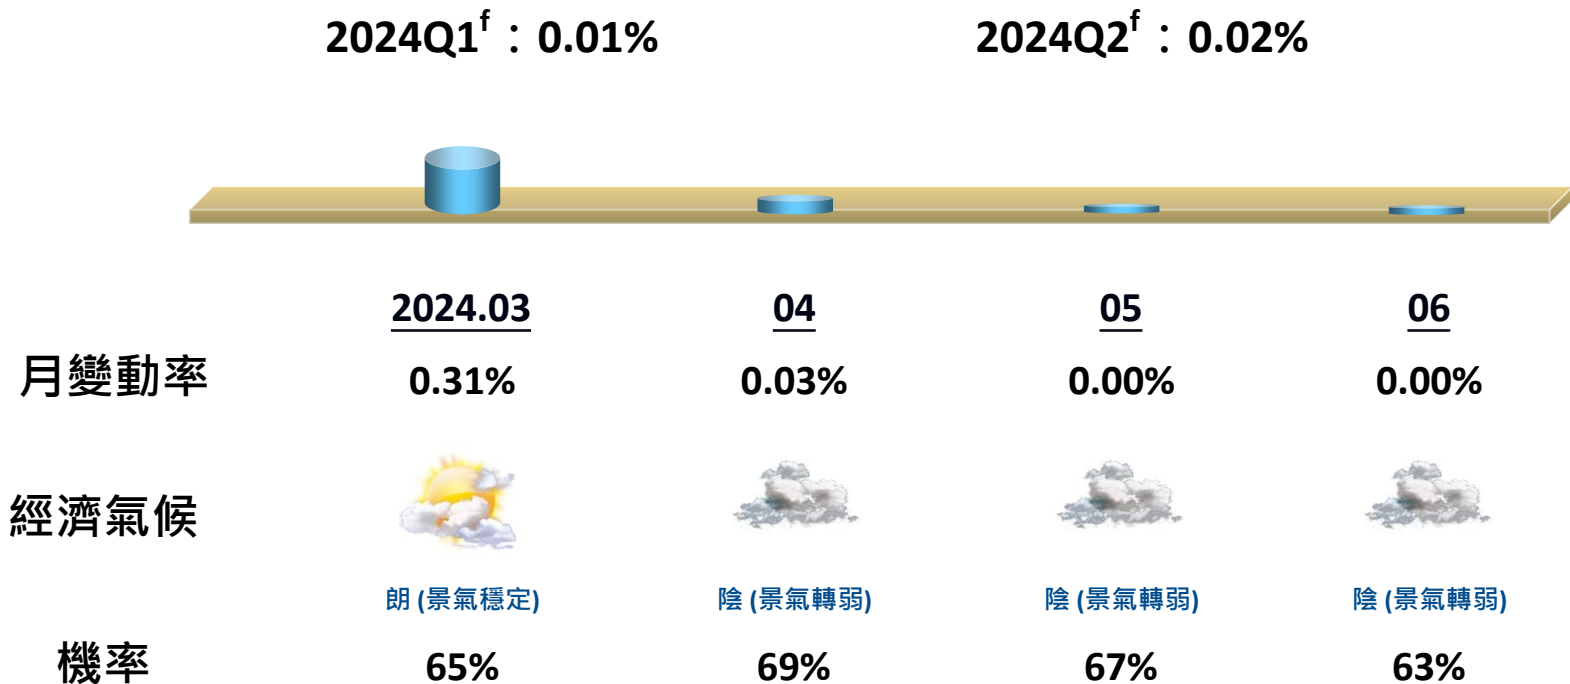 2024Q1ᶠ：0.01% 2024Q2ᶠ：0.02%
2024.03 04 05 06
月變動率 0.31% 0.03% 0.00% 0.00%
經濟氣候
朗 (景氣穩定) 陰 (景氣轉弱) 陰 (景氣轉弱) 陰 (景氣轉弱)
機率 65% 69% 67% 63%